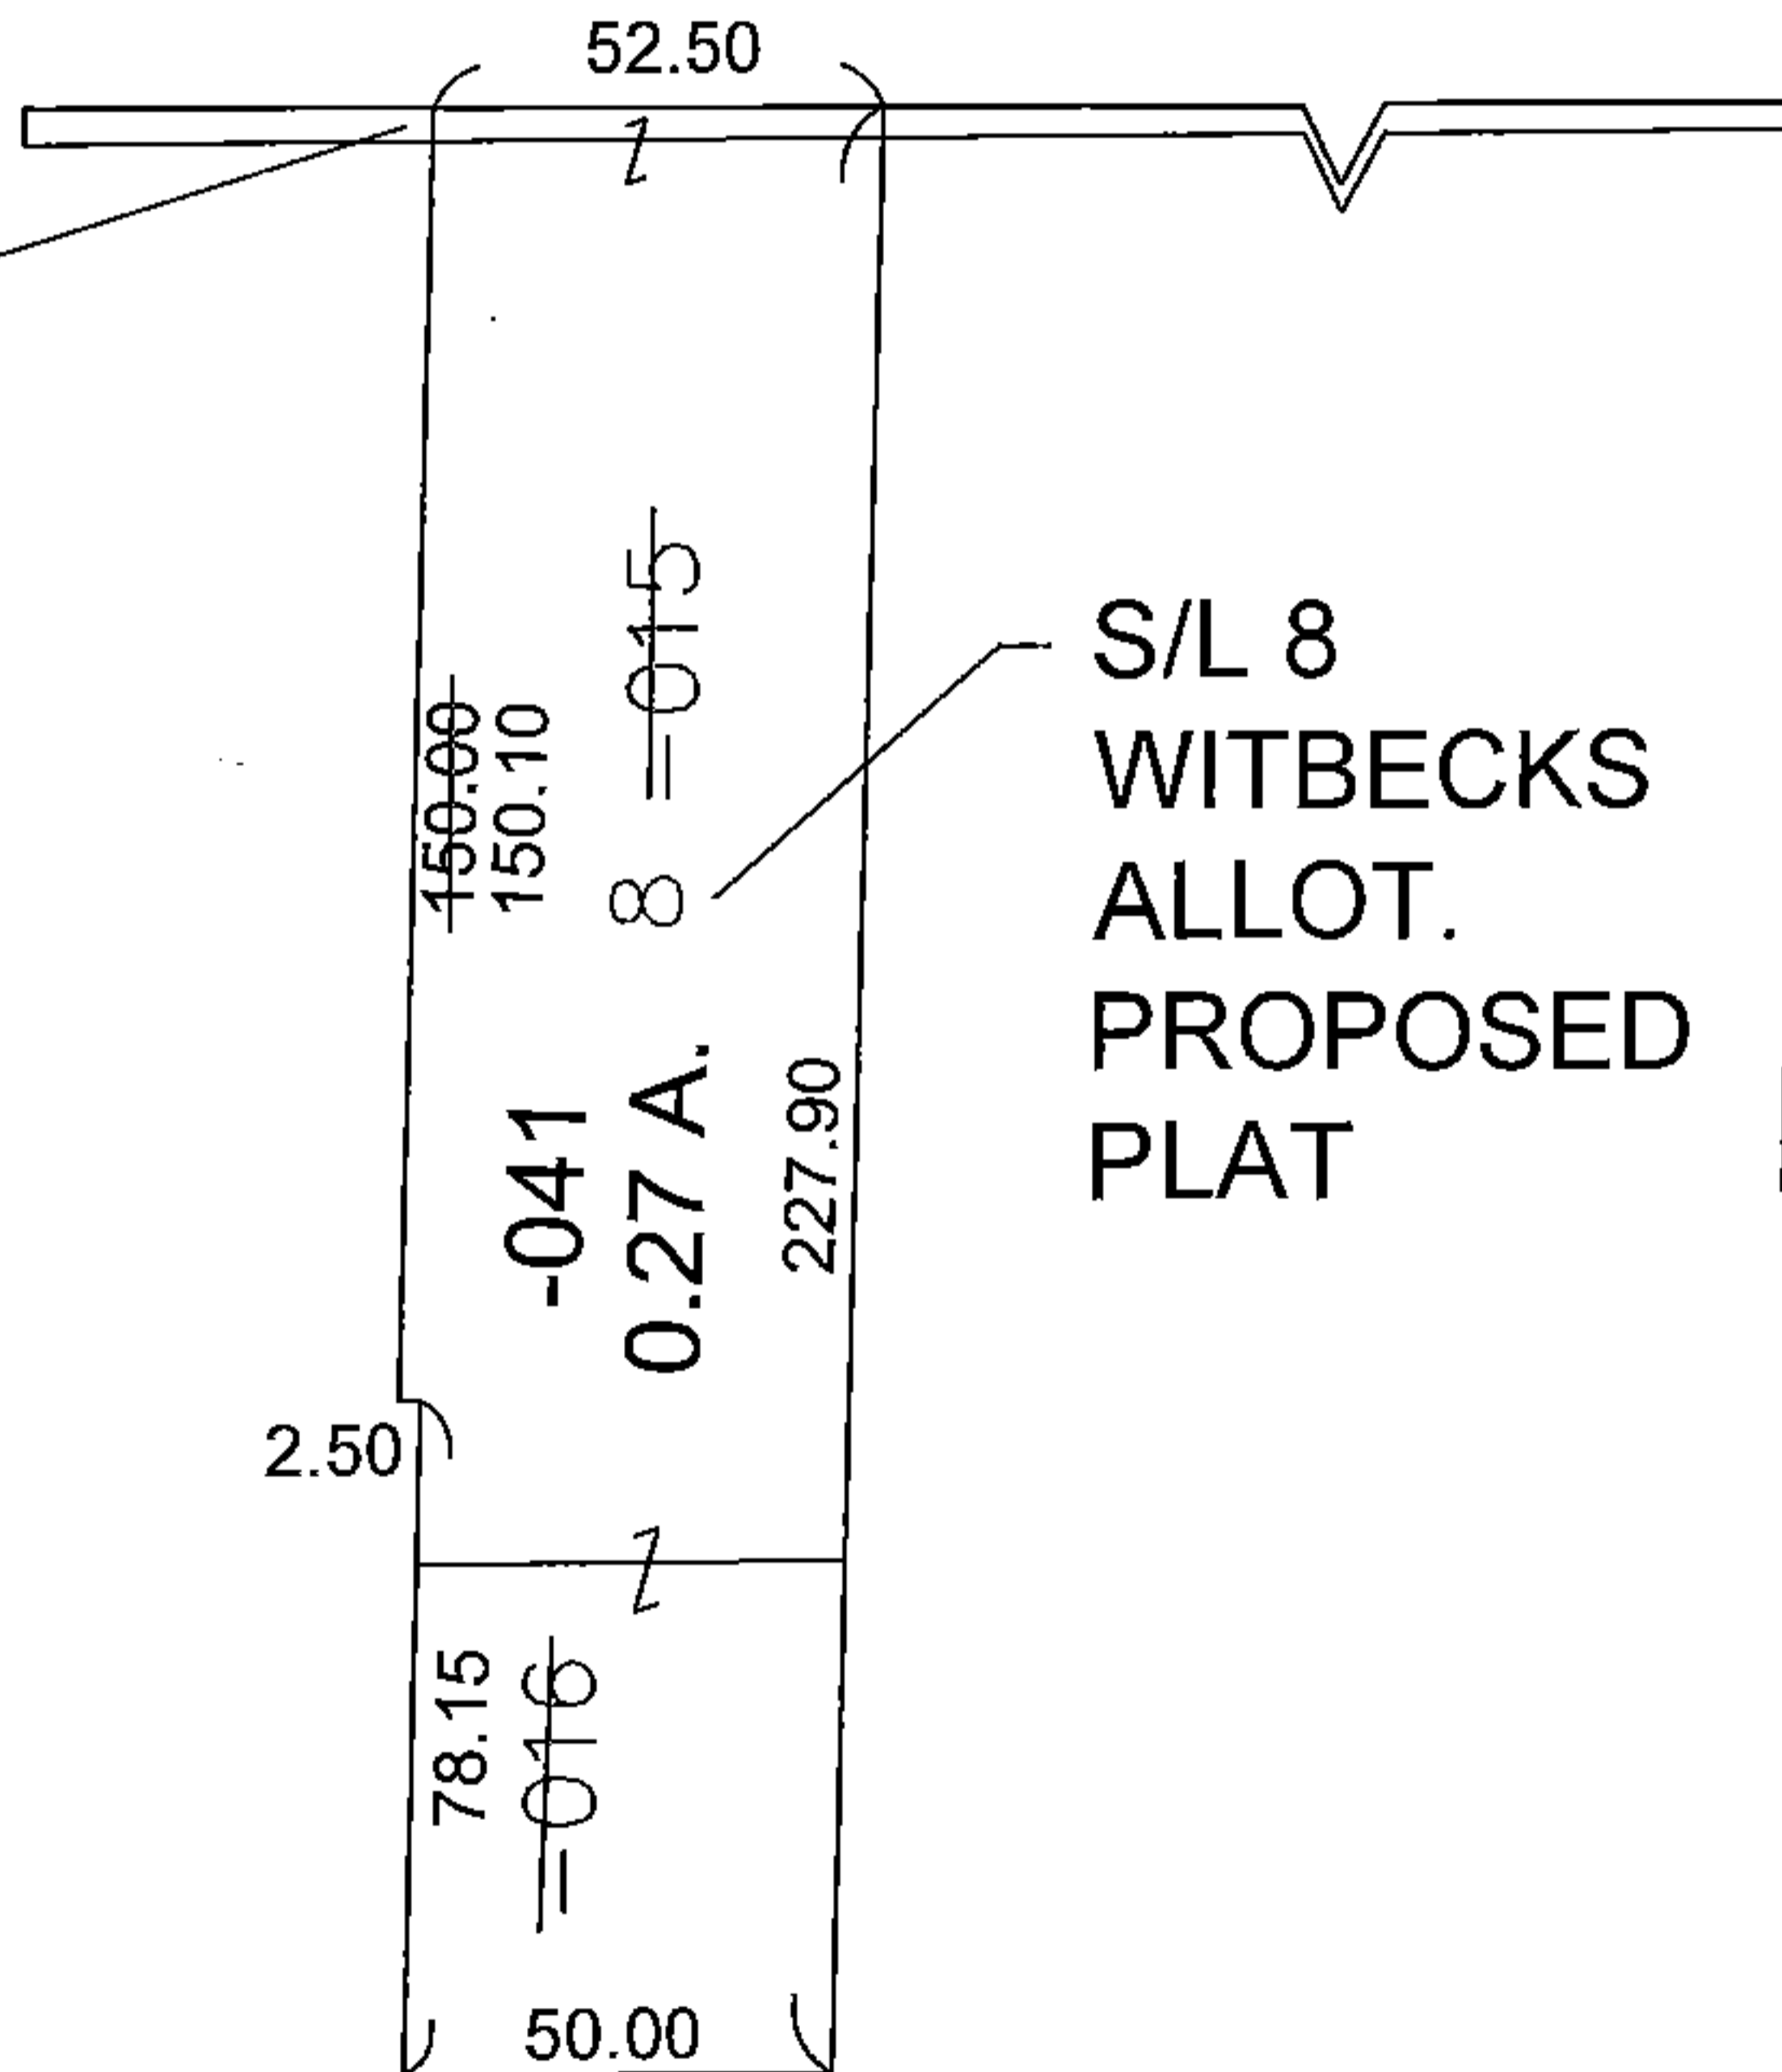 52.50
-015
150.00
150.10
8
S/L 8
WITBECKS
ALLOT.
PROPOSED
PLAT
-041
0.27 A.
227.90
2.50
78.15
-016
50.00